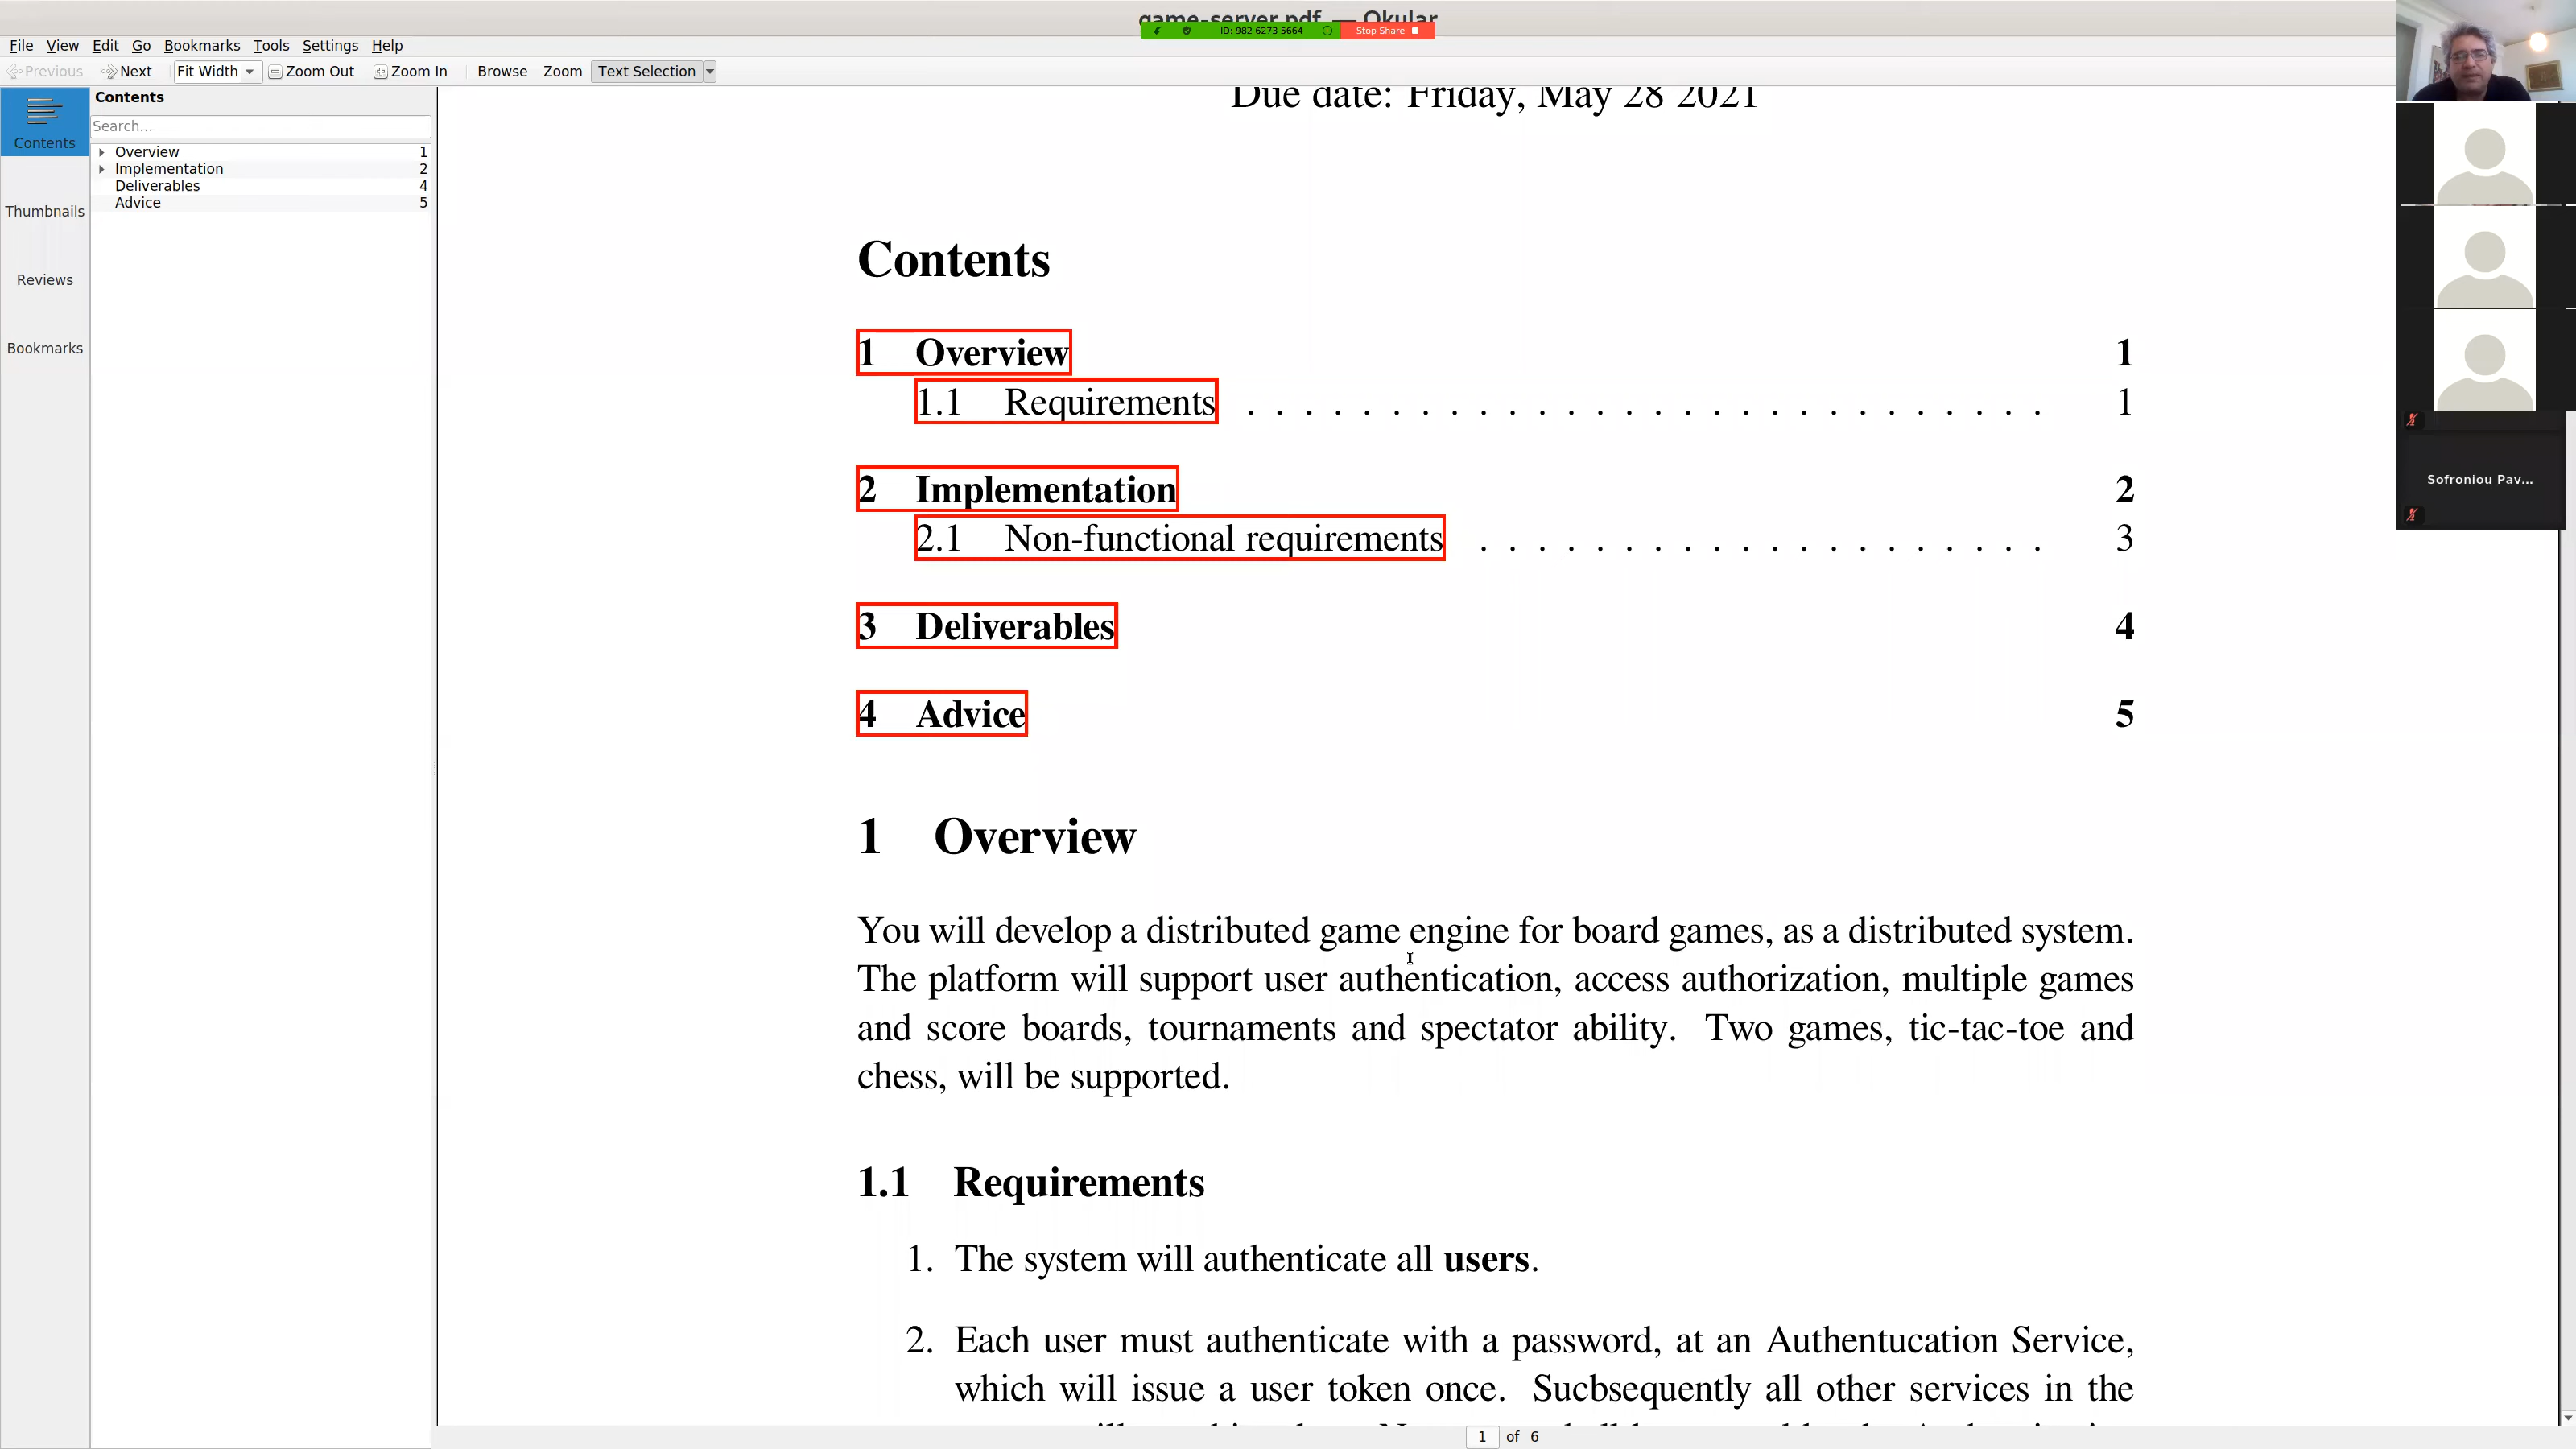 game-server.pdf — Okular
ID: 982 6273 5664 Stop Share
File View Edit Go Bookmarks Tools Settings Help
Previous Next Fit Width Zoom Out Zoom In Browse Zoom Text Selection
Contents
Thumbnails
Reviews
Bookmarks
Contents
Search...
Overview 1
Implementation 2
Deliverables 4
Advice 5
Due date: Friday, May 28 2021
Contents
1 Overview 1
1.1 Requirements . . . . . . . . . . . . . . . . . . . . . . . . . . . . 1
2 Implementation 2
2.1 Non-functional requirements . . . . . . . . . . . . . . . . . . . . 3
3 Deliverables 4
4 Advice 5
1 Overview
You will develop a distributed game engine for board games, as a distributed system.
The platform will support user authentication, access authorization, multiple games
and score boards, tournaments and spectator ability. Two games, tic-tac-toe and
chess, will be supported.
1.1 Requirements
1. The system will authenticate all users.
2. Each user must authenticate with a password, at an Authentucation Service,
which will issue a user token once. Sucbsequently all other services in the
1 of 6
Sofroniou Pav...